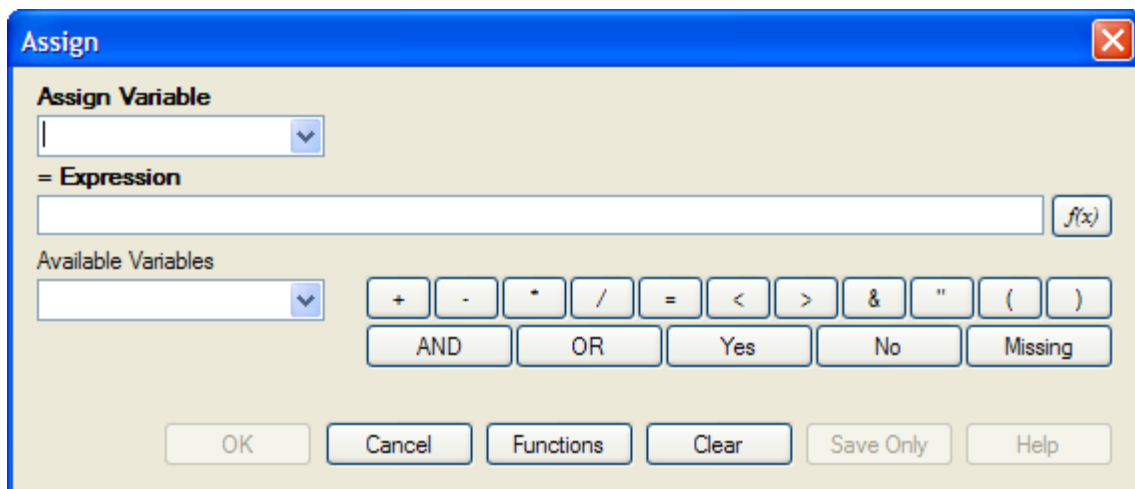 Assign
Assign Variable
= Expression
f(x)
Available Variables
+ - * / = < > & " ( )
AND OR Yes No Missing
OK Cancel Functions Clear Save Only Help